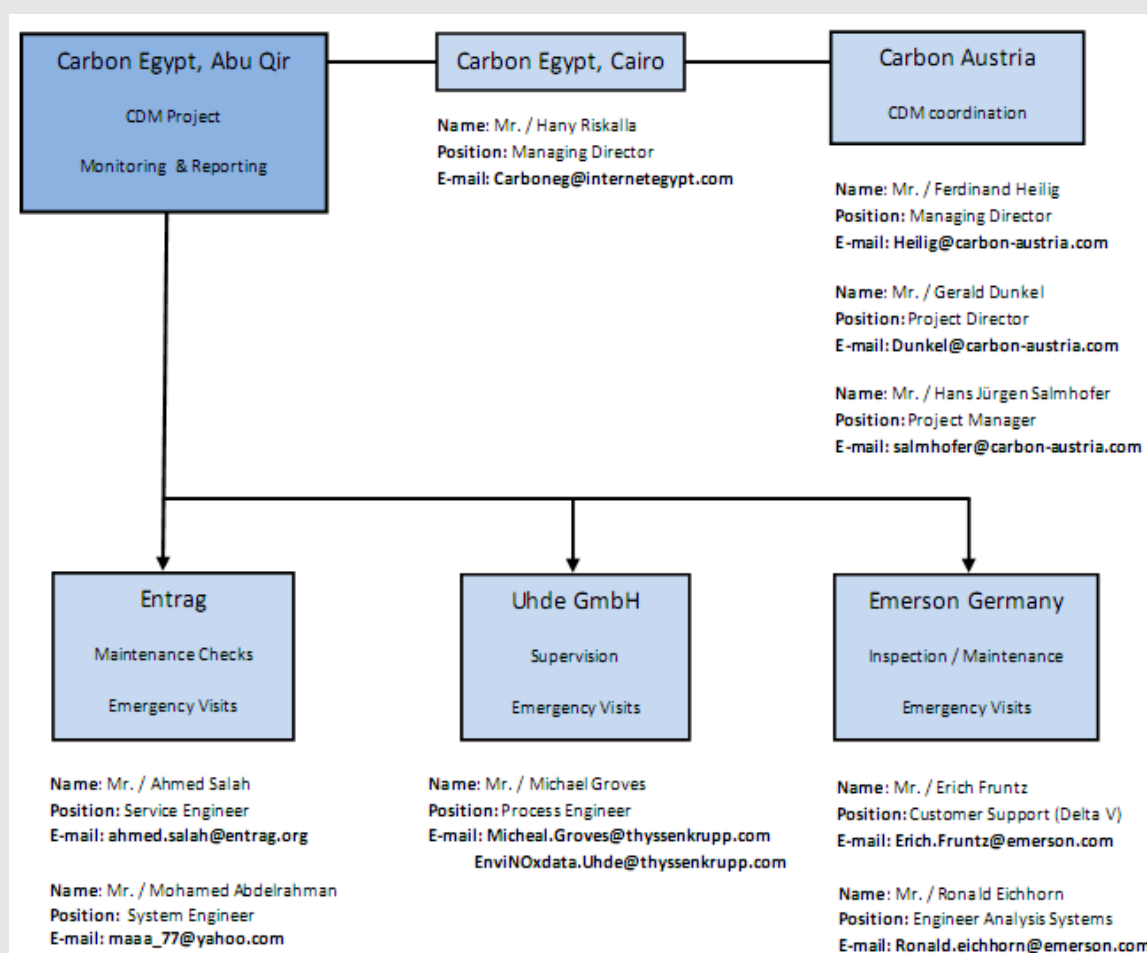 Carbon Egypt, Abu Qir
CDM Project
Monitoring & Reporting
Carbon Egypt, Cairo
Name: Mr. / Hany Riskalla
Position: Managing Director
E-mail: Carboneg@internetegypt.com
Carbon Austria
CDM coordination
Name: Mr. / Ferdinand Heilig
Position: Managing Director
E-mail: Heilig@carbon-austria.com
Name: Mr. / Gerald Dunkel
Position: Project Director
E-mail: Dunkel@carbon-austria.com
Name: Mr. / Hans Jürgen Salmhofer
Position: Project Manager
E-mail: salmhofer@carbon-austria.com
Entrag
Maintenance Checks
Emergency Visits
Name: Mr. / Ahmed Salah
Position: Service Engineer
E-mail: ahmed.salah@entrag.org
Name: Mr. / Mohamed Abdelrahman
Position: System Engineer
E-mail: maaa_77@yahoo.com
Uhde GmbH
Supervision
Emergency Visits
Name: Mr. / Michael Groves
Position: Process Engineer
E-mail: Micheal.Groves@thyssenkrupp.com
EnviNOxdata.Uhde@thyssenkrupp.com
Emerson Germany
Inspection / Maintenance
Emergency Visits
Name: Mr. / Erich Fruntz
Position: Customer Support (Delta V)
E-mail: Erich.Fruntz@emerson.com
Name: Mr. / Ronald Eichhorn
Position: Engineer Analysis Systems
E-mail: Ronald.eichhorn@emerson.com